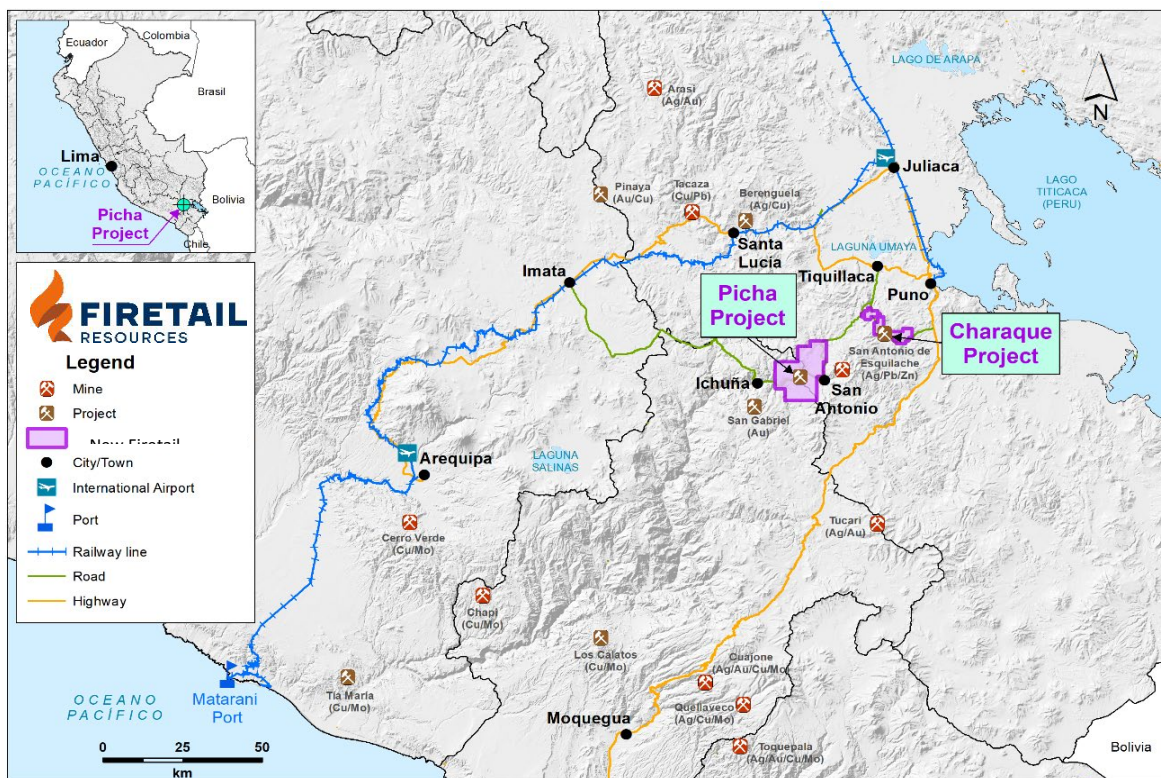 Ecuador
Colombia
Brasil
Lima
OCEANO
PACÍFICO
Bolivia
Picha
Project
Chile
FIRETAIL
RESOURCES
Legend
Mine
Project
City/Town
International Airport
Port
Railway line
Road
Highway
N
LAGO
DE ARAPA
Arasi
(Ag/Au)
Juliaca
LAGO
TITICACA
(PERU)
Pinaya
(Au/Cu)
Tacaza
(Cu/Pb)
Berenguela
(Ag/Cu)
Santa
Lucía
LAGUNA UMAYA
Imata
Tiquillaca
Puno
Picha
Project
Charaque
Project
San Antonio de
Esquilache
(Ag/Pb/Zn)
Ichuña
San
Antonio
San Gabriel
(Au)
Arequipa
LAGUNA
SALINAS
Cerro Verde
(Cu/Mo)
Tucari
(Ag/Au)
Chapi
(Cu/Mo)
Los Calatos
(Cu/Mo)
Tía María
(Cu/Mo)
Cuajone
(Ag/Au/Cu/Mo)
Quellaveco
(Ag/Cu/Mo)
Moquegua
Toquepala
(Ag/Au/Cu/Mo)
OCEANO
PACÍFICO
Matarani
Port
Bolivia
0 25 50
km